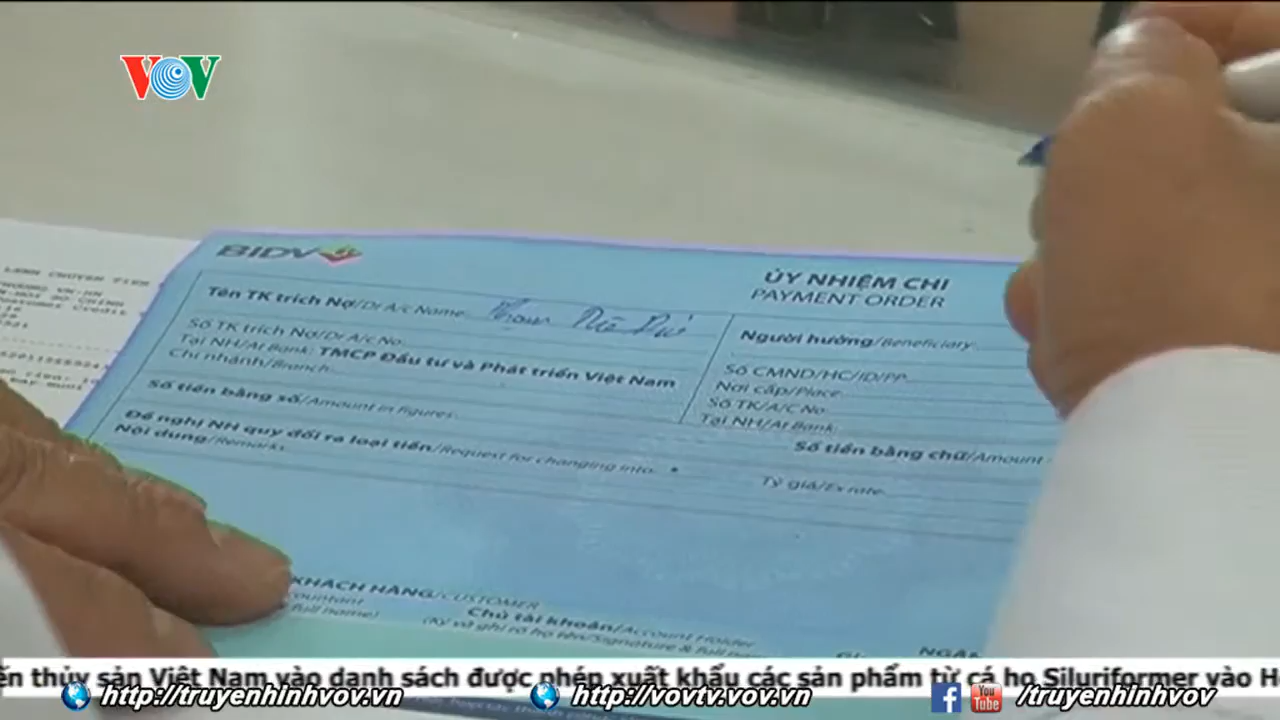 VOV
BIDV
ỦY NHIỆM CHI
PAYMENT ORDER
Tên TK trích Nợ/Dr A/c Name
Số TK trích Nợ/Dr A/c No
Tại NH/At Bank: TMCP Đầu tư và Phát triển Việt Nam
Chi nhánh/Branch
Số tiền bằng số/Amount in figures
Đề nghị NH quy đổi ra loại tiền/Request for changing into
Nội dung/Remarks
Người hưởng/Beneficiary
Số CMND/HC/ID/PP
Nơi cấp/Place
Số TK/A/c No
Tại NH/At Bank
Số tiền bằng chữ/Amount
Tỷ giá/Ex rate
KHÁCH HÀNG/CUSTOMER
Chủ tài khoản/Account Holder
(Ký và ghi rõ họ tên/Signature & full
full name)
thủy sản Việt Nam vào danh sách được phép xuất khẩu các sản phẩm từ cá họ Siluriformer vào
http://truyenhinhvov.vn http://vovtv.vov.vn f You Tube /truyenhinhvov